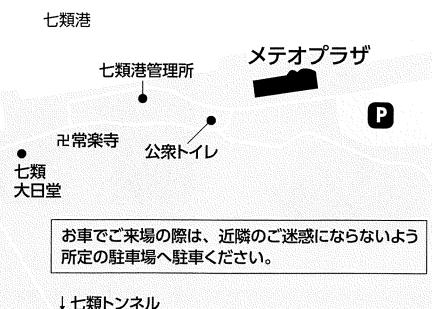 七類港
メテオプラザ
七類港管理所
P
卍常楽寺
公衆トイレ
七類
大日堂
お車でご来場の際は、近隣のご迷惑にならないよう
所定の駐車場へ駐車ください。
↓七類トンネル